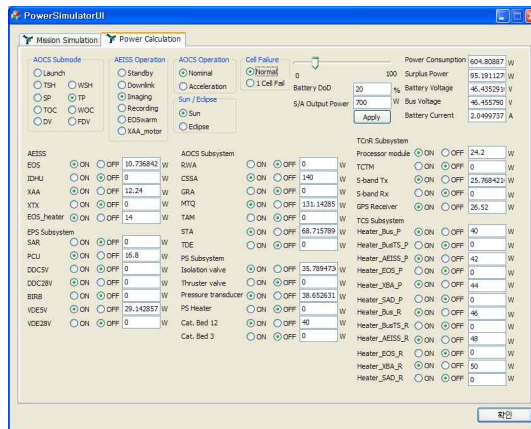 PowerSimulatorUI
Mission Simulation
Power Calculation
AOCS Submode
Launch
TSH
WSH
SP
TP
TOC
WOC
DV
FDV
AEISS Operation
Standby
Downlink
Imaging
Recording
EOSwarm
XAA_motor
AOCS Operation
Nominal
Acceleration
Sun / Eclipse
Sun
Eclipse
Cell Failure
Normal
1 Cell Fail
0
100
Battery DoD 20 %
S/A Output Power 700 W
Apply
Power Consumption 604.80887 W
Surplus Power 95.191127 W
Battery Voltage 46.435291 V
Bus Voltage 46.455790 V
Battery Current 2.0499737 A
AEISS
EOS ON OFF 10.736842 W
IDHU ON OFF 0 W
XAA ON OFF 12.24 W
XTX ON OFF 0 W
EOS_heater ON OFF 14 W
EPS Subsystem
SAR ON OFF 0 W
PCU ON OFF 16.8 W
DDC5V ON OFF 0 W
DDC28V ON OFF 0 W
BIRB ON OFF 0 W
VDE5V ON OFF 29.142857 W
VDE28V ON OFF 0 W
AOCS Subsystem
RWA ON OFF 0 W
CSSA ON OFF 140 W
GRA ON OFF 0 W
MTQ ON OFF 131.14285 W
TAM ON OFF 0 W
STA ON OFF 68.715789 W
TDE ON OFF 0 W
PS Subsystem
Isolation valve ON OFF 35.789473 W
Thruster valve ON OFF 0 W
Pressure transducer ON OFF 38.652631 W
PS Heater ON OFF 0 W
Cat. Bed 12 ON OFF 40 W
Cat. Bed 3 ON OFF 0 W
TCnR Subsystem
Processor module ON OFF 24.2 W
TCTM ON OFF 0 W
S-band Tx ON OFF 25.768421 W
S-band Rx ON OFF 0 W
GPS Receiver ON OFF 26.52 W
TCS Subsystem
Heater_Bus_P ON OFF 40 W
Heater_BusTS_P ON OFF 0 W
Heater_AEISS_P ON OFF 42 W
Heater_EOS_P ON OFF 0 W
Heater_XBA_P ON OFF 44 W
Heater_SAD_P ON OFF 0 W
Heater_Bus_R ON OFF 46 W
Heater_BusTS_R ON OFF 0 W
Heater_AEISS_R ON OFF 48 W
Heater_EOS_R ON OFF 0 W
Heater_XBA_R ON OFF 50 W
Heater_SAD_R ON OFF 0 W
확인